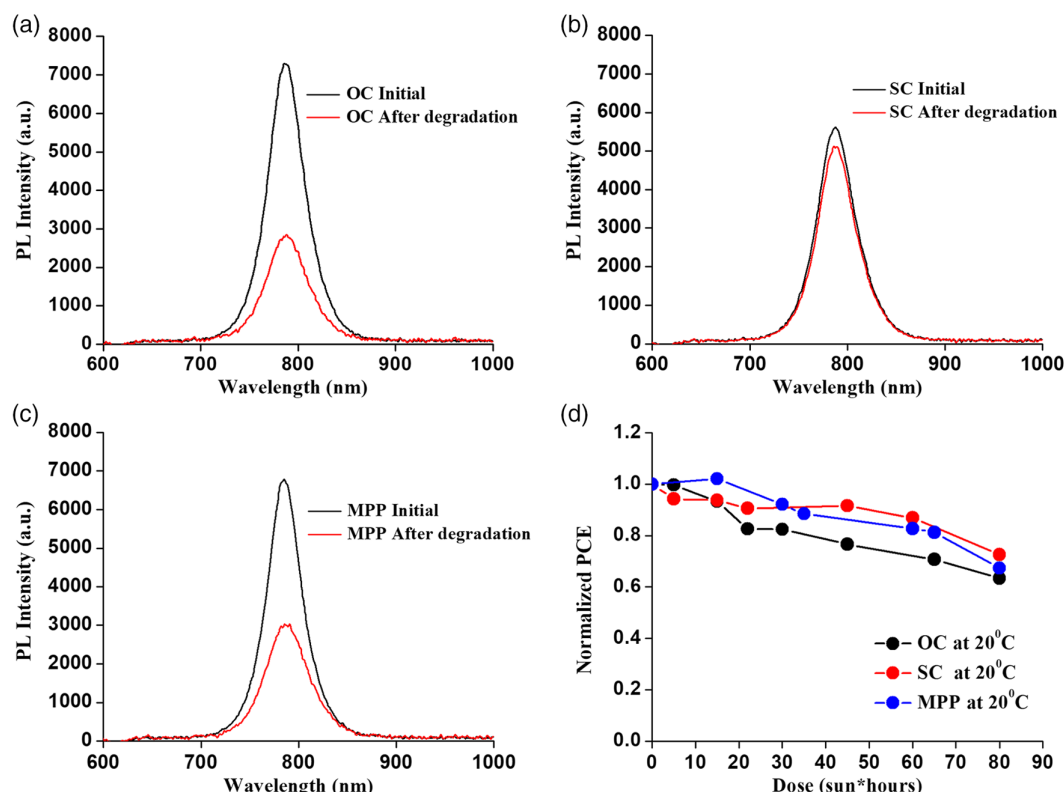 (a)
8000
7000
6000
5000
4000
3000
2000
1000
0
PL Intensity (a.u.)
OC Initial
OC After degradation
600 700 800 900 1000
Wavelength (nm)
(b)
8000
7000
6000
5000
4000
3000
2000
1000
0
PL Intensity (a.u.)
SC Initial
SC After degradation
600 700 800 900 1000
Wavelength (nm)
(c)
8000
7000
6000
5000
4000
3000
2000
1000
0
PL Intensity (a.u.)
MPP Initial
MPP After degradation
600 700 800 900 1000
Wavelength (nm)
(d)
1.2
1.0
0.8
0.6
0.4
0.2
0.0
Normalized PCE
OC at 20⁰C
SC at 20⁰C
MPP at 20⁰C
0 10 20 30 40 50 60 70 80 90
Dose (sun*hours)